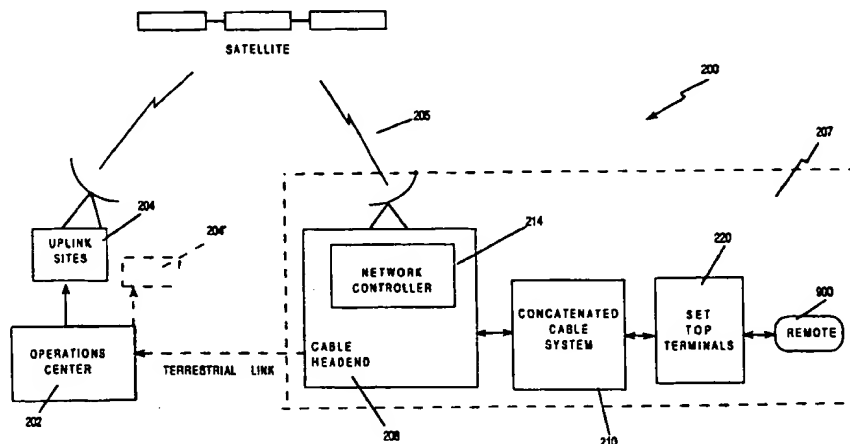 SATELLITE
200
205
207
204
UPLINK
SITES
204'
214
NETWORK
CONTROLLER
220
CONCATENATED
CABLE
SYSTEM
SET
TOP
TERMINALS
900
REMOTE
OPERATIONS
CENTER
TERRESTRIAL LINK
CABLE
HEADEND
202
208
210